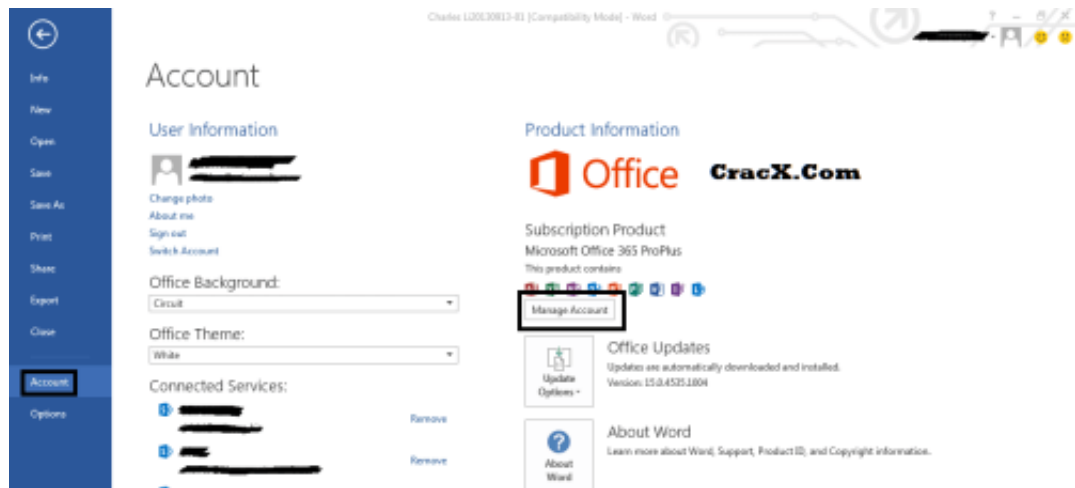 Charles Li20130913-01 [Compatibility Mode] - Word
?
Info
New
Open
Save
Save As
Print
Share
Export
Close
Account
Options
Account
User Information
Change photo
About me
Sign out
Switch Account
Office Background:
Circuit
Office Theme:
White
Connected Services:
Remove
Remove
Product Information
Office
CracX.Com
Subscription Product
Microsoft Office 365 ProPlus
This product contains
Manage Account
Update
Options
Office Updates
Updates are automatically downloaded and installed.
Version: 15.0.4535.1004
About
Word
About Word
Learn more about Word, Support, Product ID, and Copyright information.